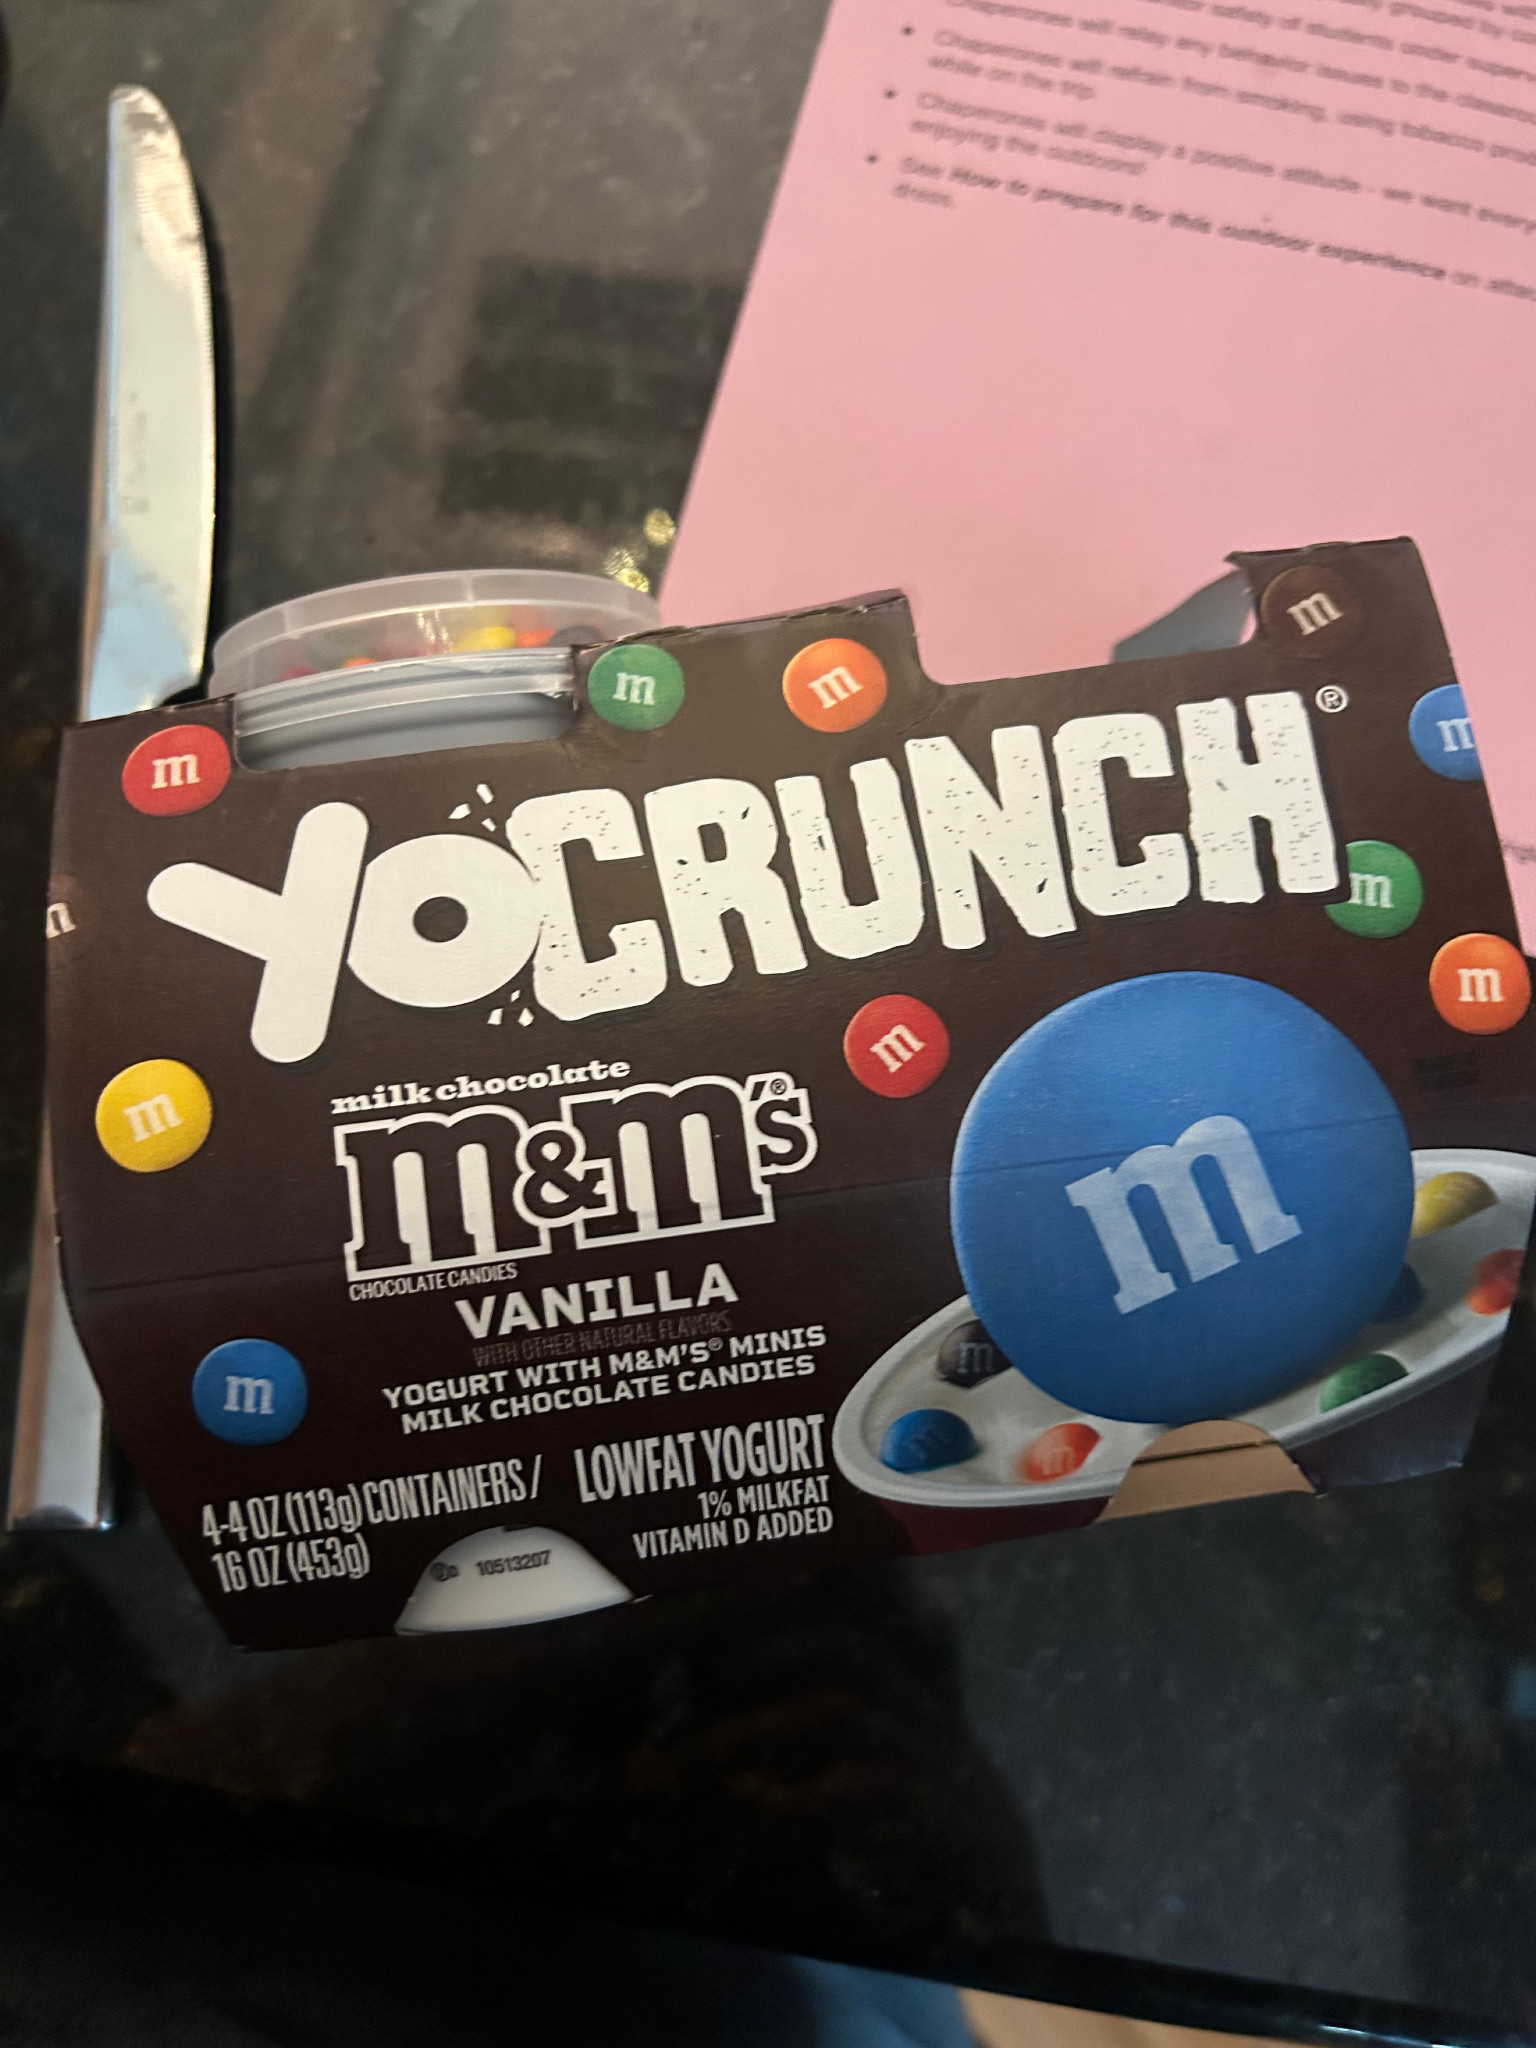 Chaperones will relay any behavior issues to the classroo
Chaperones will refrain from smoking, using tobacco prod
while on the trip.
Chaperones will display a positive attitude - we want every
enjoying the outdoors!
See How to prepare for this outdoor experience on attac
dress.
m
m
m
m
YOCRUNCH®
m
m
m
m
m
m
milk chocolate
m&m's®
CHOCOLATE CANDIES
VANILLA
WITH OTHER NATURAL FLAVORS
YOGURT WITH M&M'S® MINIS
MILK CHOCOLATE CANDIES
m
m
m
m
m
4-4 OZ (113g) CONTAINERS /
16 OZ (453g)
LOWFAT YOGURT
1% MILKFAT
VITAMIN D ADDED
10513207